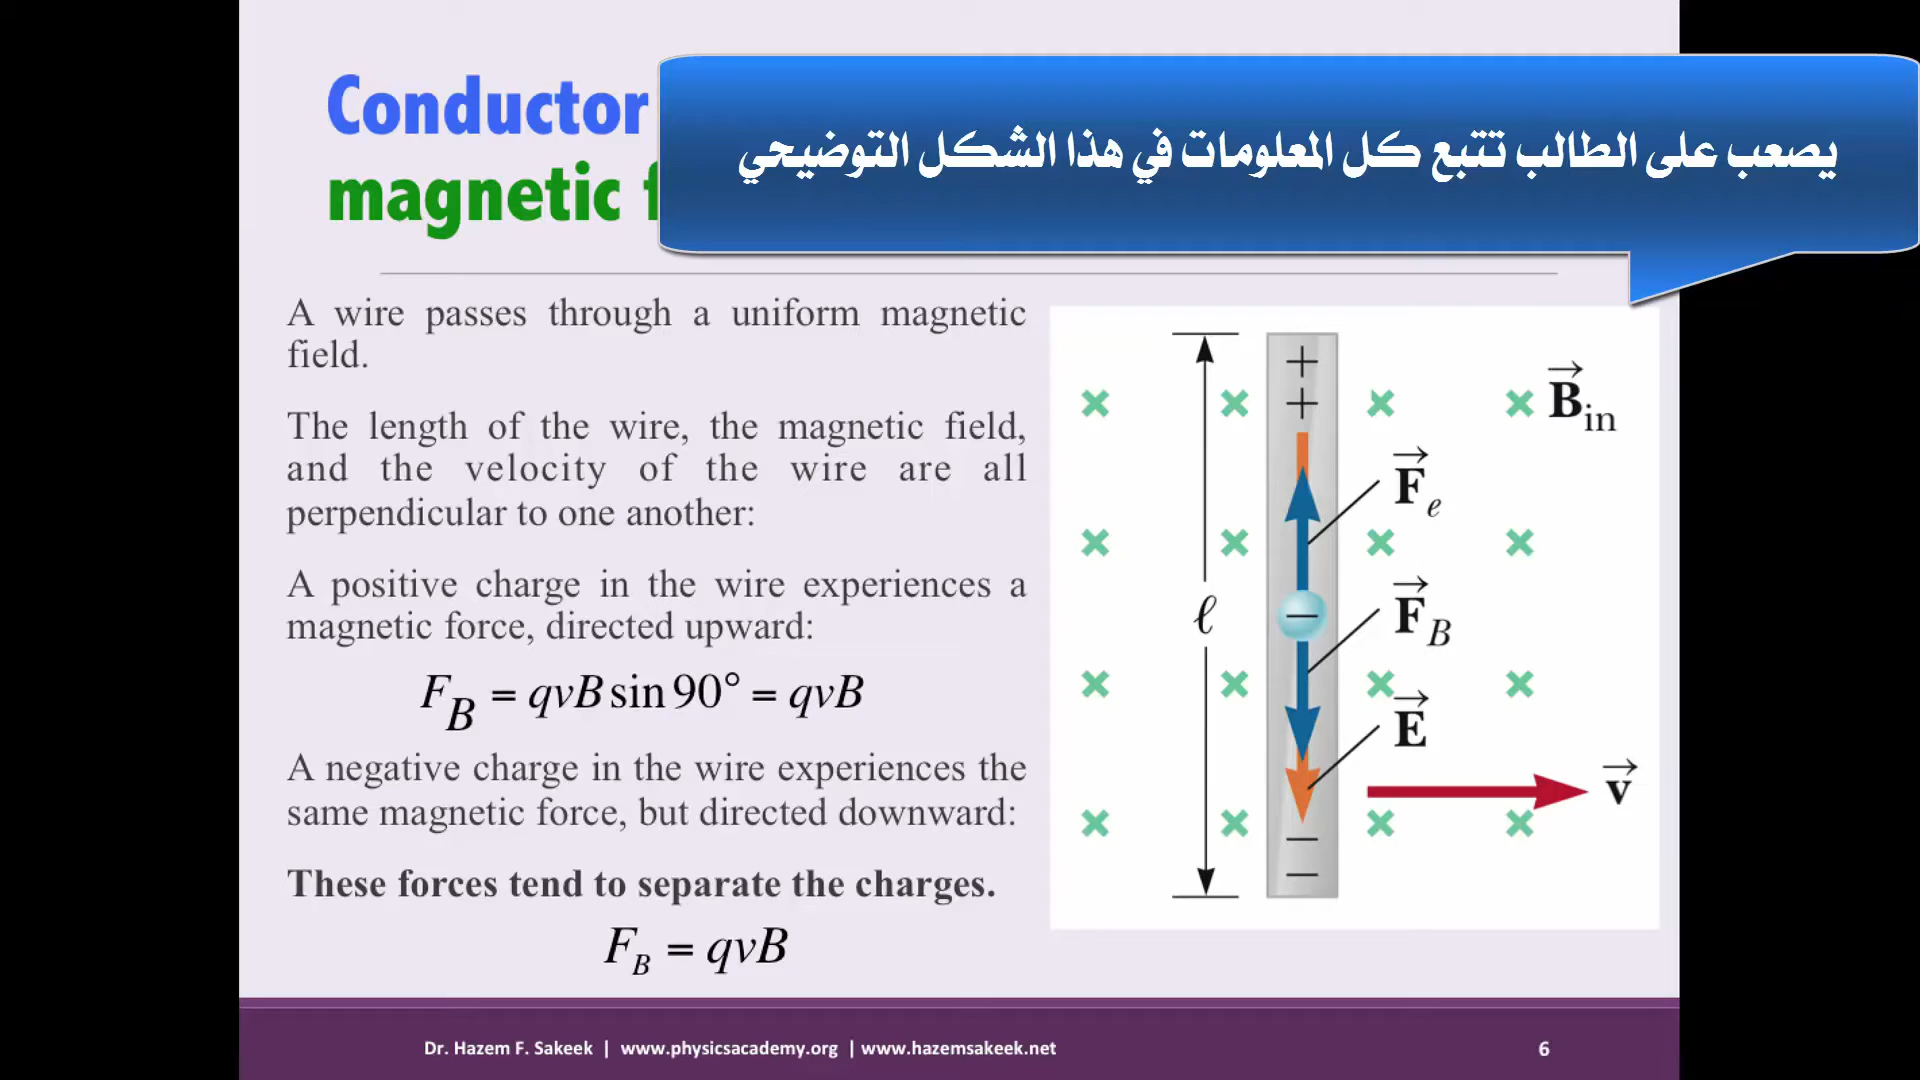 Conductor
magnetic f
يصعب على الطالب تتبع كل المعلومات في هذا الشكل التوضيحي
A wire passes through a uniform magnetic
field.
The length of the wire, the magnetic field,
and the velocity of the wire are all
perpendicular to one another:
A positive charge in the wire experiences a
magnetic force, directed upward:
F_B = qvB sin 90° = qvB
A negative charge in the wire experiences the
same magnetic force, but directed downward:
These forces tend to separate the charges.
F_B = qvB
+
+
B⃗_in
F⃗_e
ℓ
−
F⃗_B
E⃗
v⃗
−
−
Dr. Hazem F. Sakeek | www.physicsacademy.org | www.hazemsakeek.net
6